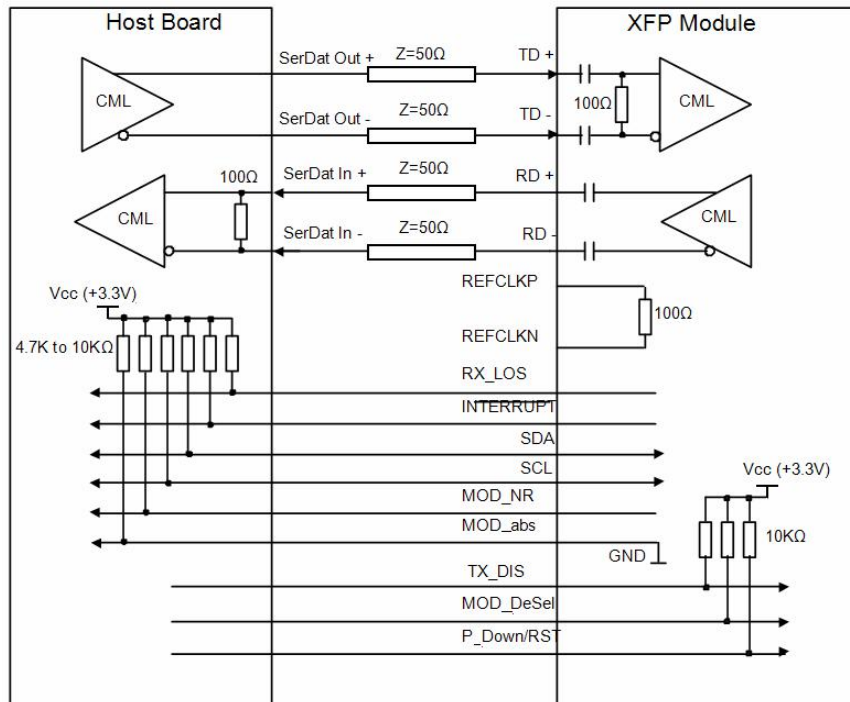 Host Board
XFP Module
SerDat Out +
Z=50Ω
TD +
CML
100Ω
CML
SerDat Out -
Z=50Ω
TD -
100Ω
SerDat In +
Z=50Ω
RD +
CML
CML
SerDat In -
Z=50Ω
RD -
REFCLKP
Vcc (+3.3V)
100Ω
REFCLKN
4.7K to 10KΩ
RX_LOS
INTERRUPT
SDA
SCL
Vcc (+3.3V)
MOD_NR
MOD_abs
10KΩ
GND
TX_DIS
MOD_DeSel
P_Down/RST